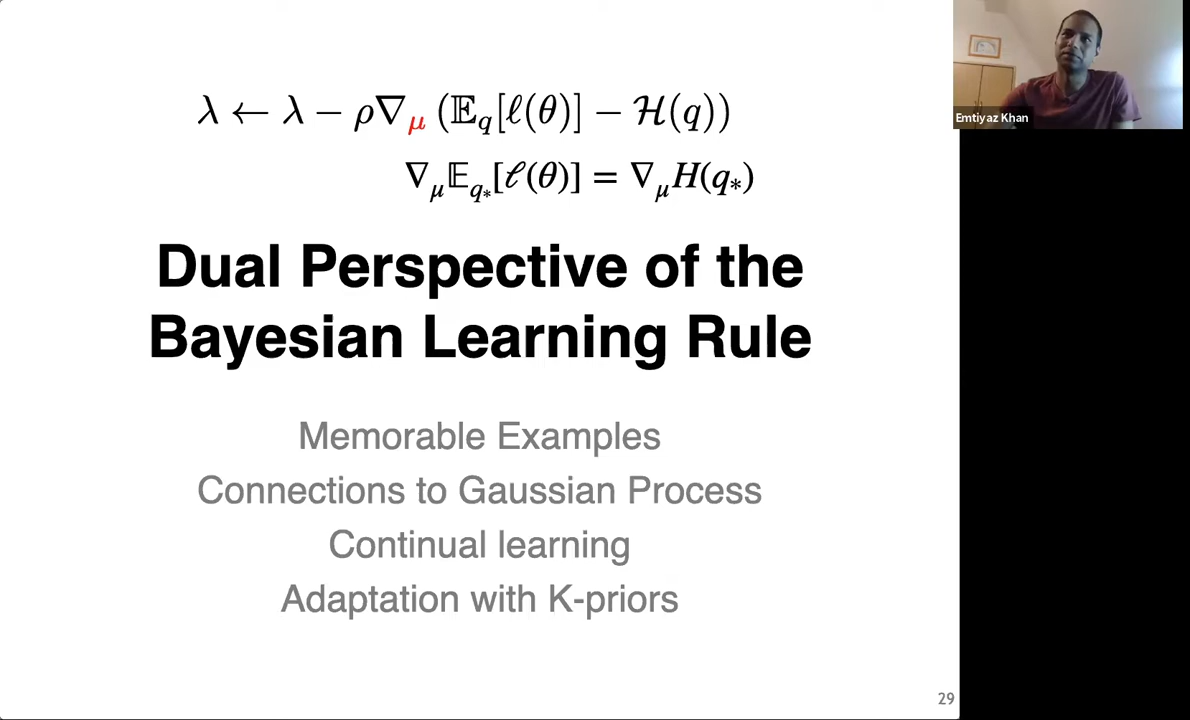 λ ← λ − ρ∇_μ (𝔼_q[ℓ(θ)] − ℋ(q))
∇_μ𝔼_{q*}[ℓ(θ)] = ∇_μH(q*)
Dual Perspective of the
Bayesian Learning Rule
Memorable Examples
Connections to Gaussian Process
Continual learning
Adaptation with K-priors
29
Emtiyaz Khan